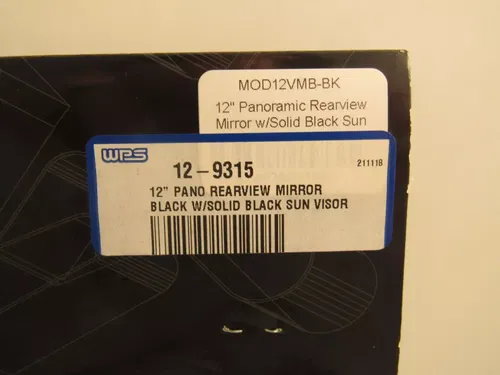 MOD12VMB-BK
12" Panoramic Rearview
Mirror w/Solid Black Sun
WPS
12-9315
211118
12" PANO REARVIEW MIRROR
BLACK W/SOLID BLACK SUN VISOR